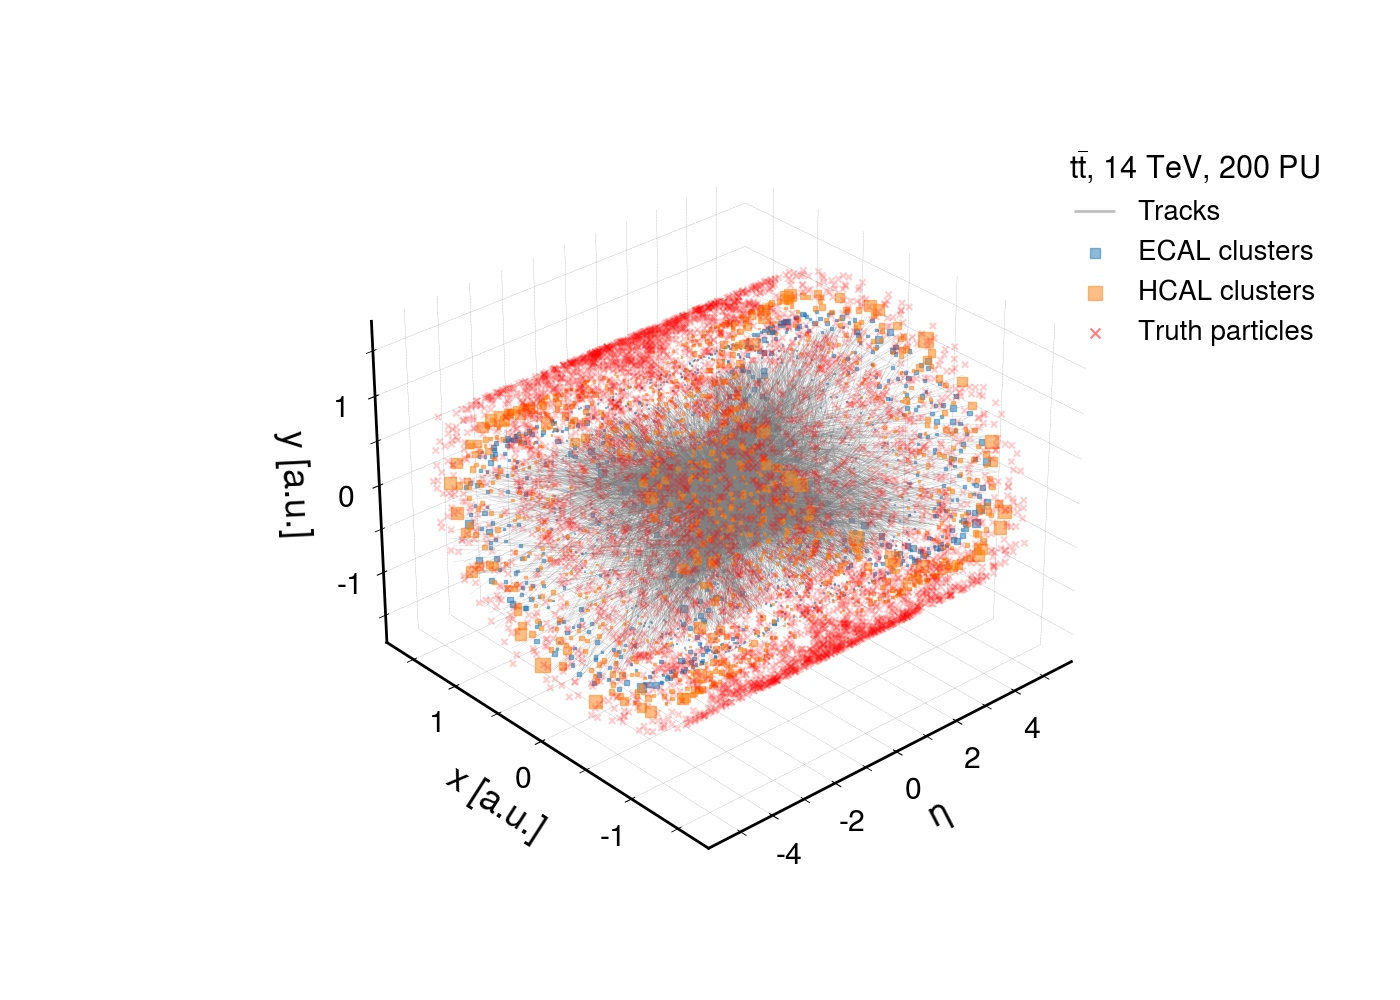 tt̄, 14 TeV, 200 PU
Tracks
ECAL clusters
HCAL clusters
Truth particles
1
0
-1
y [a.u.]
1
0
-1
x [a.u.]
-4
-2
0
2
4
η